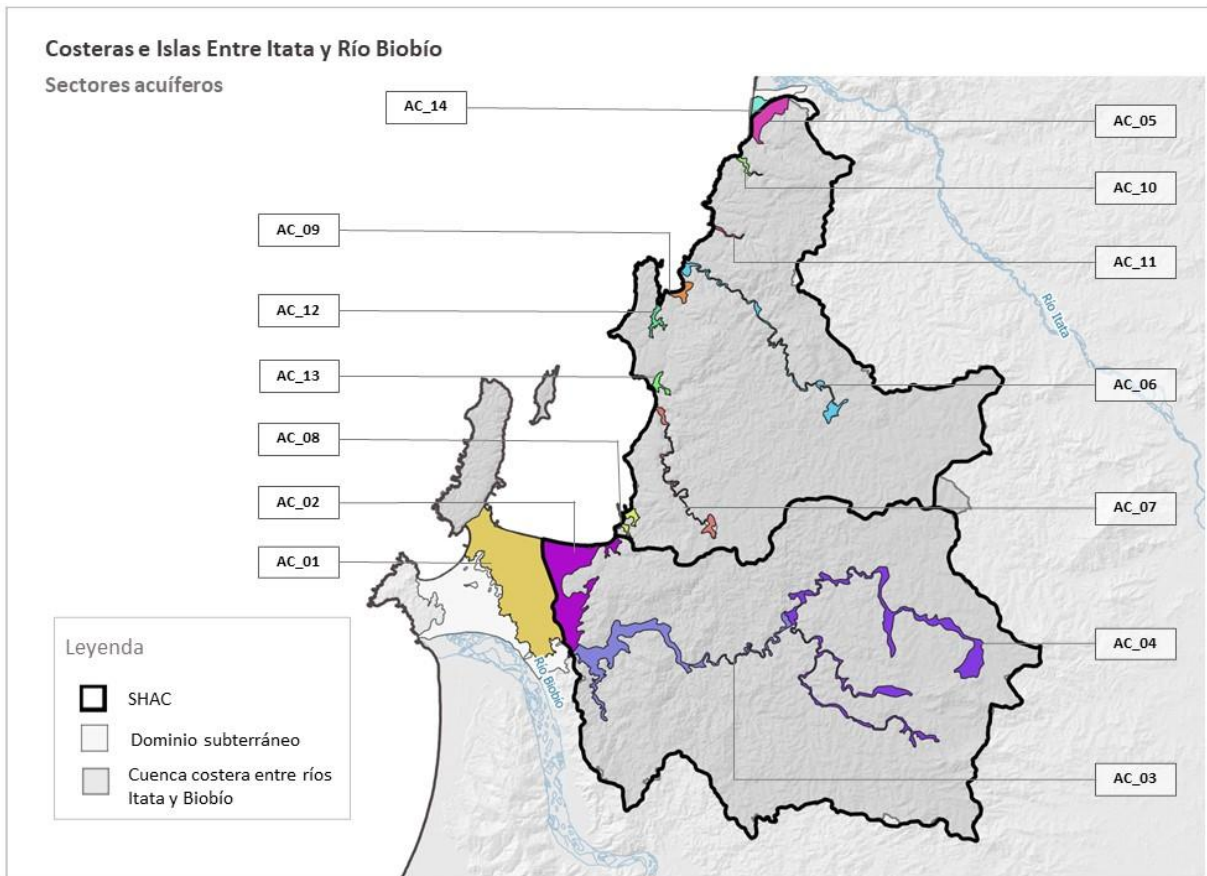 Costeras e Islas Entre Itata y Río Biobío
Sectores acuíferos
AC_14
AC_05
AC_10
AC_09
AC_11
AC_12
AC_13
AC_06
AC_08
AC_02
AC_07
AC_01
AC_04
AC_03
Río Itata
Río Biobío
Leyenda
SHAC
Dominio subterráneo
Cuenca costera entre ríos
Itata y Biobío